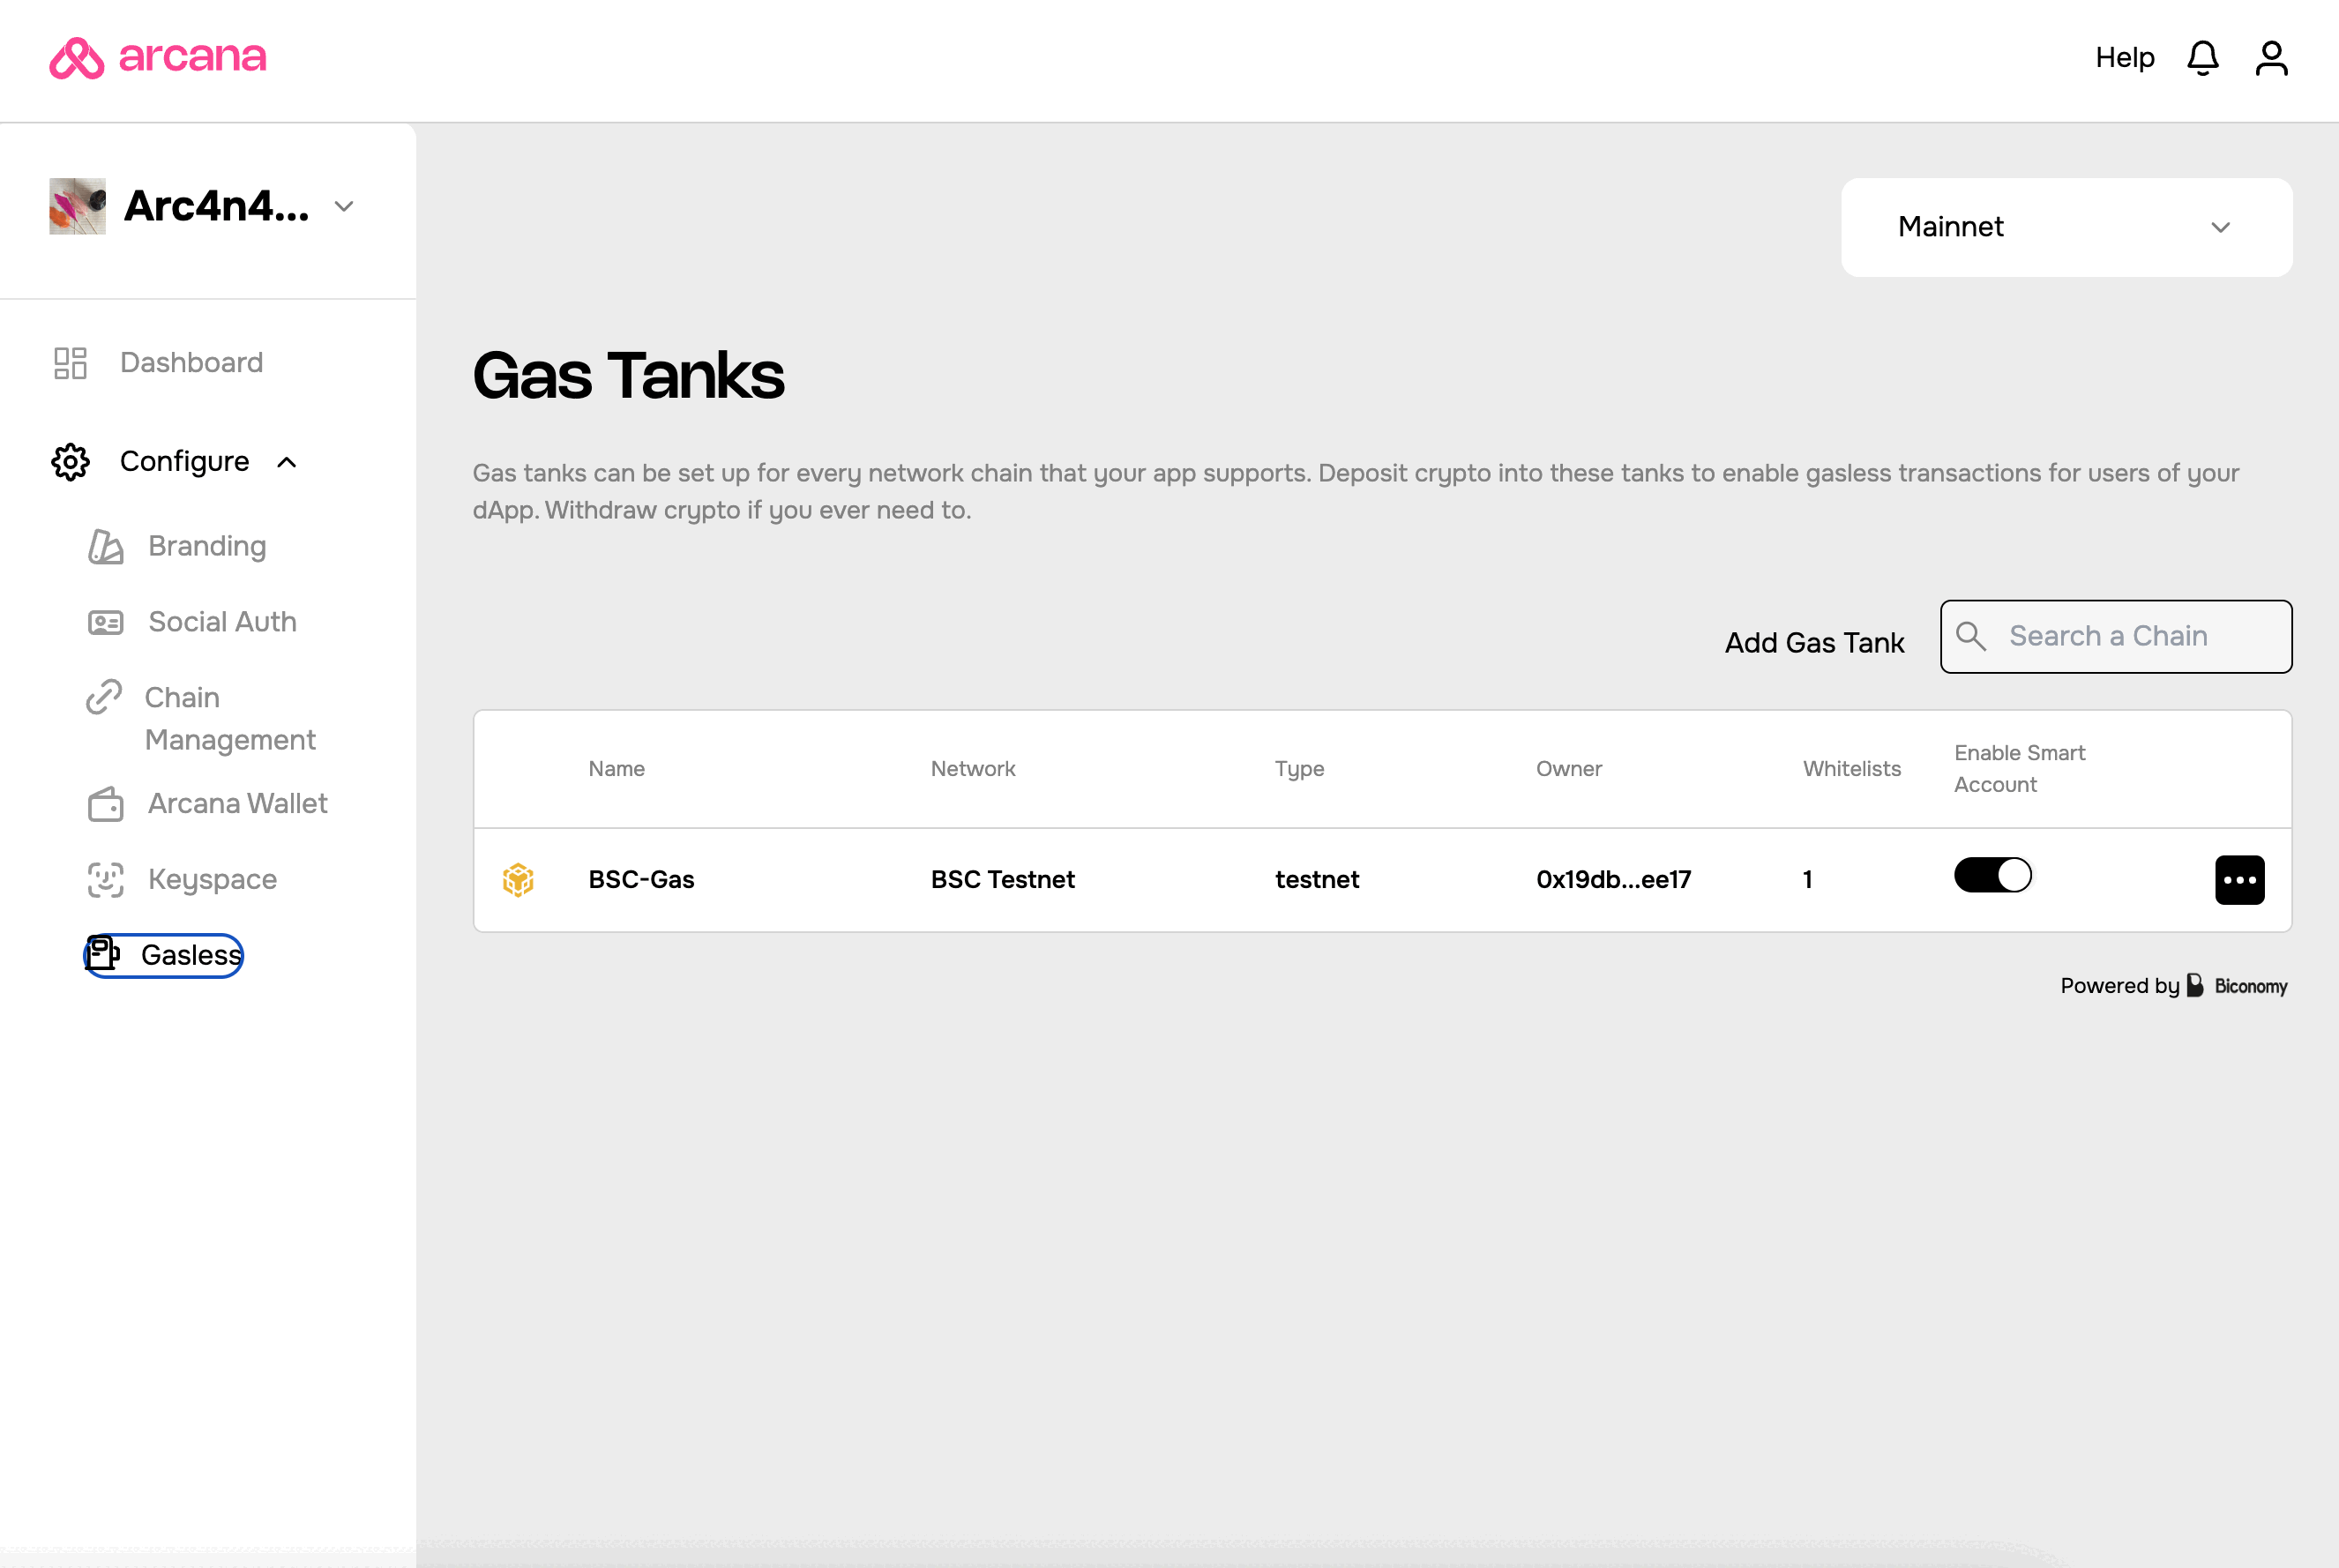 arcana
Help
Arc4n4...
Mainnet
Dashboard
Configure
Branding
Social Auth
Chain
Management
Arcana Wallet
Keyspace
Gasless
Gas Tanks
Gas tanks can be set up for every network chain that your app supports. Deposit crypto into these tanks to enable gasless transactions for users of your
dApp. Withdraw crypto if you ever need to.
Add Gas Tank
Search a Chain
Name Network Type Owner Whitelists Enable Smart
Account
BSC-Gas BSC Testnet testnet 0x19db...ee17 1
Powered by Biconomy